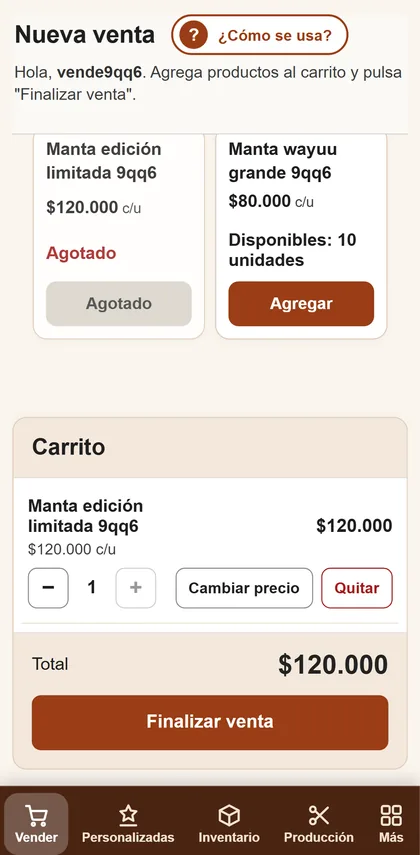 Nueva venta
? ¿Cómo se usa?
Hola, vende9qq6. Agrega productos al carrito y pulsa
"Finalizar venta".
Manta edición
limitada 9qq6
$120.000 c/u
Agotado
Agotado
Manta wayuu
grande 9qq6
$80.000 c/u
Disponibles: 10
unidades
Agregar
Carrito
Manta edición
limitada 9qq6
$120.000
$120.000 c/u
− 1 + Cambiar precio Quitar
Total $120.000
Finalizar venta
Vender Personalizadas Inventario Producción Más